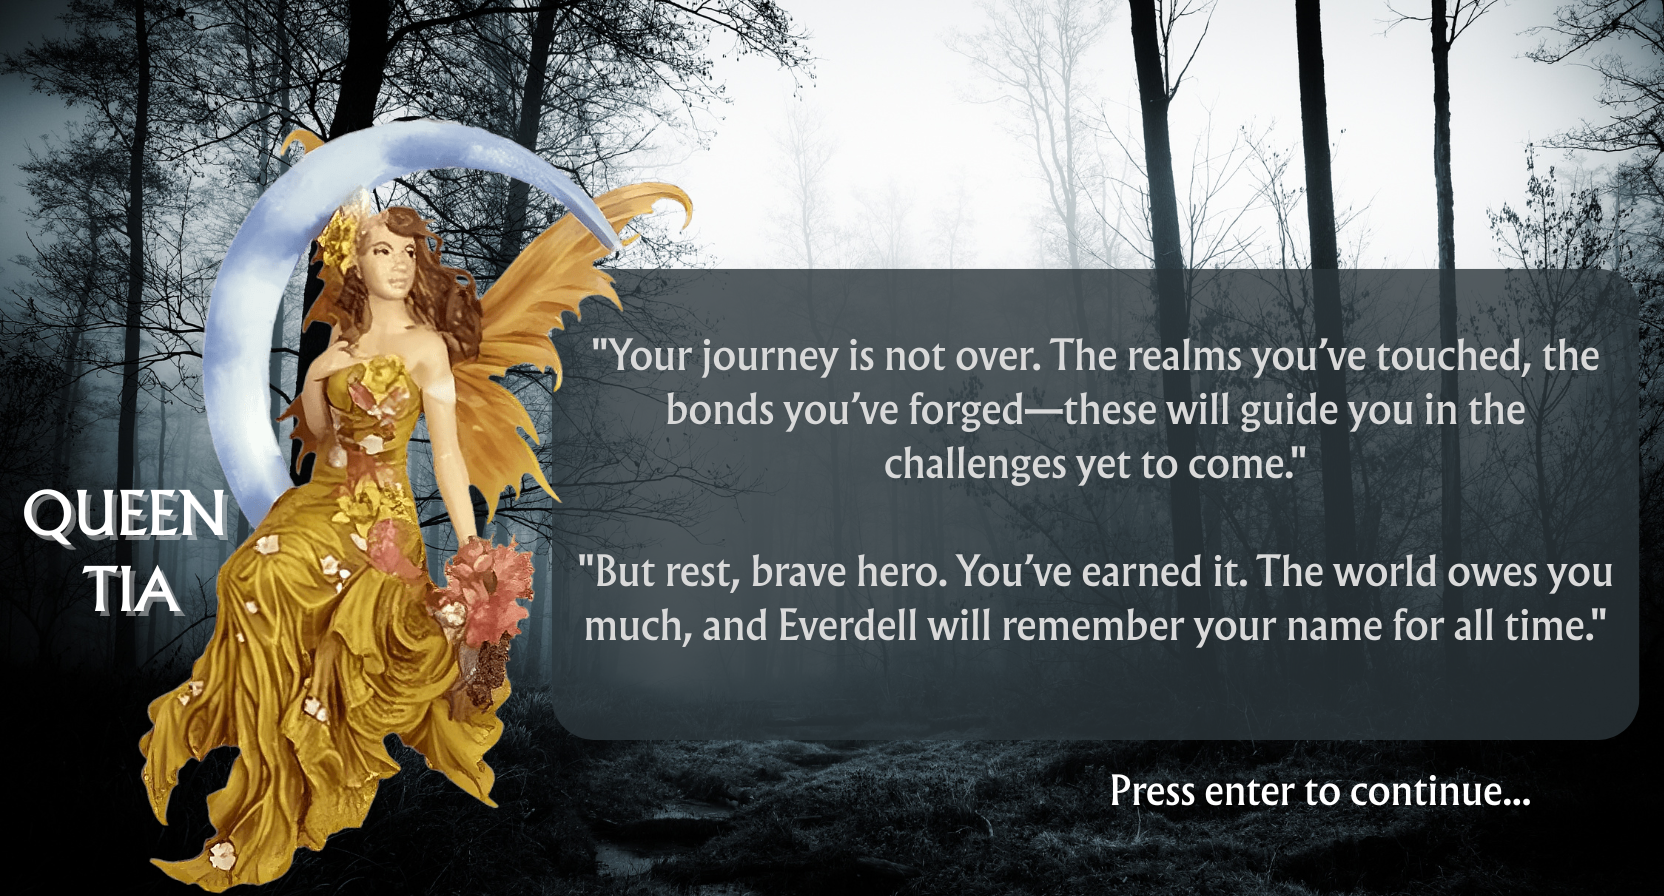 QUEEN
TIA
"Your journey is not over. The realms you’ve touched, the
bonds you’ve forged—these will guide you in the
challenges yet to come."
"But rest, brave hero. You’ve earned it. The world owes you
much, and Everdell will remember your name for all time."
Press enter to continue...